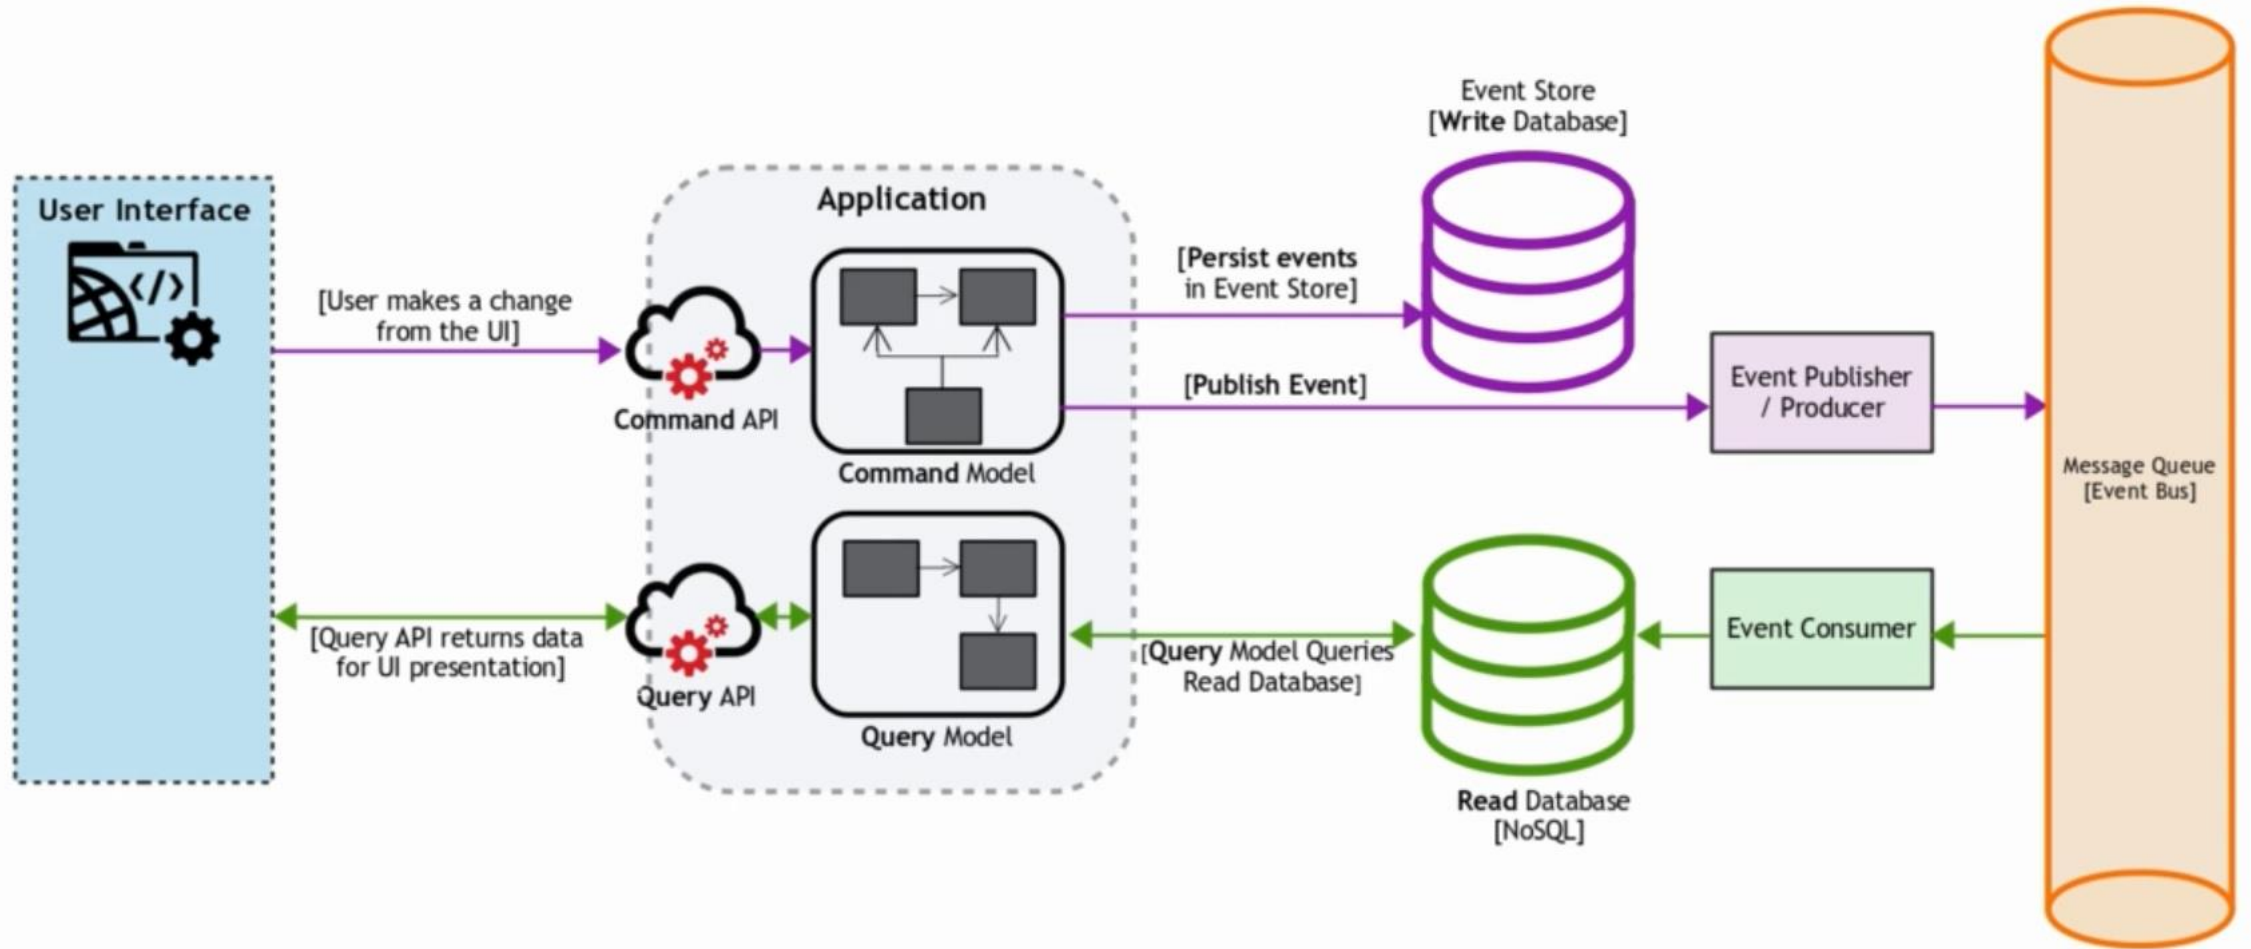 User Interface
</>
[User makes a change
from the UI]
[Query API returns data
for UI presentation]
Application
Command API
Command Model
Query API
Query Model
[Persist events
in Event Store]
[Publish Event]
[Query Model Queries
Read Database]
Event Store
[Write Database]
Read Database
[NoSQL]
Event Publisher
/ Producer
Event Consumer
Message Queue
[Event Bus]